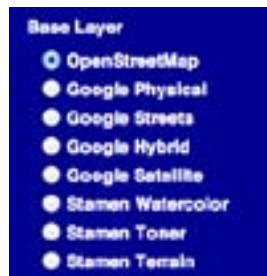 Base Layer
OpenStreetMap
Google Physical
Google Streets
Google Hybrid
Google Satellite
Stamen Watercolor
Stamen Toner
Stamen Terrain